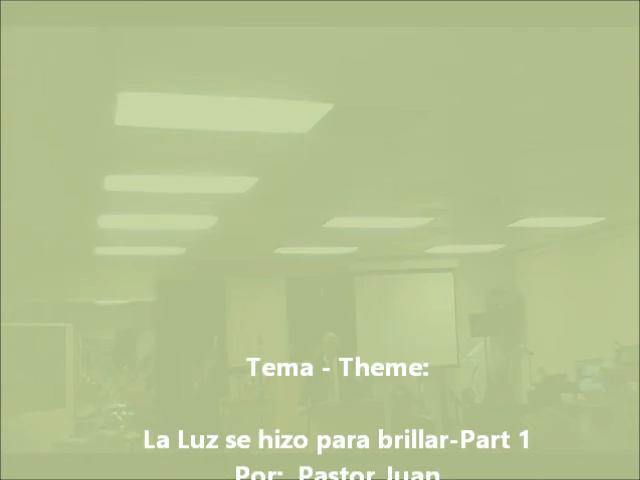 Tema - Theme:
La Luz se hizo para brillar-Part 1
Por: Pastor Juan